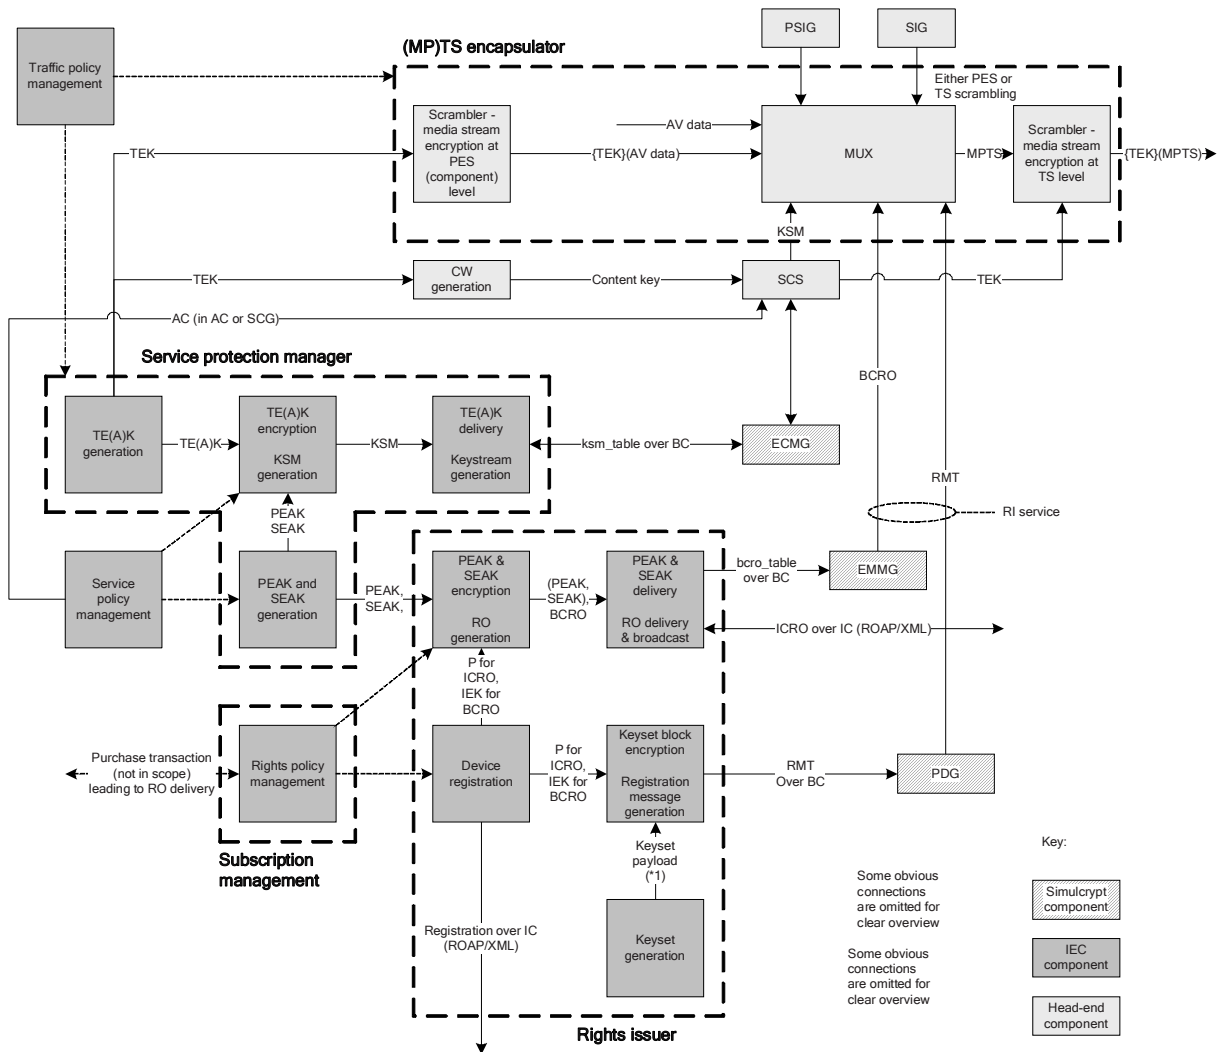 PSIG
SIG
(MP)TS encapsulator
Traffic policy
management
Either PES or
TS scrambling
Scrambler -
media stream
encryption at
PES
(component)
level
AV data
{TEK}(AV data)
MUX
MPTS
Scrambler -
media stream
encryption at
TS level
{TEK}(MPTS)
TEK
KSM
TEK
CW
generation
Content key
SCS
TEK
AC (in AC or SCG)
Service protection manager
BCRO
TE(A)K
generation
TE(A)K
TE(A)K
encryption
KSM
generation
KSM
TE(A)K
delivery
Keystream
generation
ksm_table over BC
ECMG
RMT
PEAK
SEAK
RI service
Service
policy
management
PEAK and
SEAK
generation
PEAK,
SEAK,
PEAK &
SEAK
encryption
RO
generation
(PEAK,
SEAK),
BCRO
PEAK &
SEAK
delivery
RO delivery
& broadcast
bcro_table
over BC
EMMG
ICRO over IC (ROAP/XML)
P for
ICRO,
IEK for
BCRO
Purchase transaction
(not in scope)
leading to RO delivery
Rights policy
management
Device
registration
P for
ICRO,
IEK for
BCRO
Keyset block
encryption
Registration
message
generation
RMT
Over BC
PDG
Subscription
management
Keyset
payload
(*1)
Key:
Some obvious
connections
are omitted for
clear overview
Simulcrypt
component
Registration over IC
(ROAP/XML)
Keyset
generation
Some obvious
connections
are omitted for
clear overview
IEC
component
Head-end
component
Rights issuer